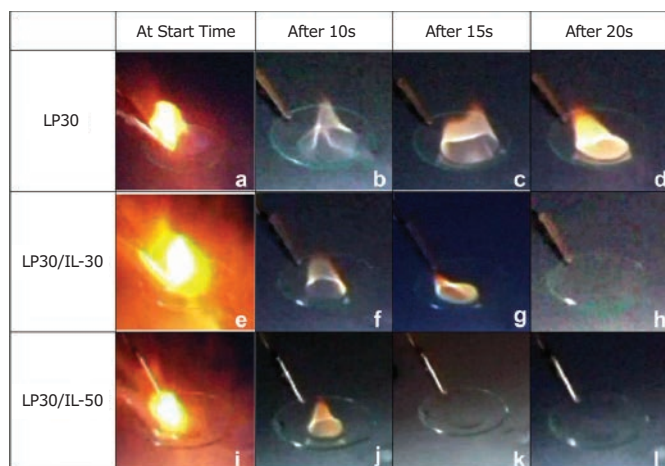 At Start Time After 10s After 15s After 20s
LP30 a b c d
LP30/IL-30 e f g h
LP30/IL-50 i j k l